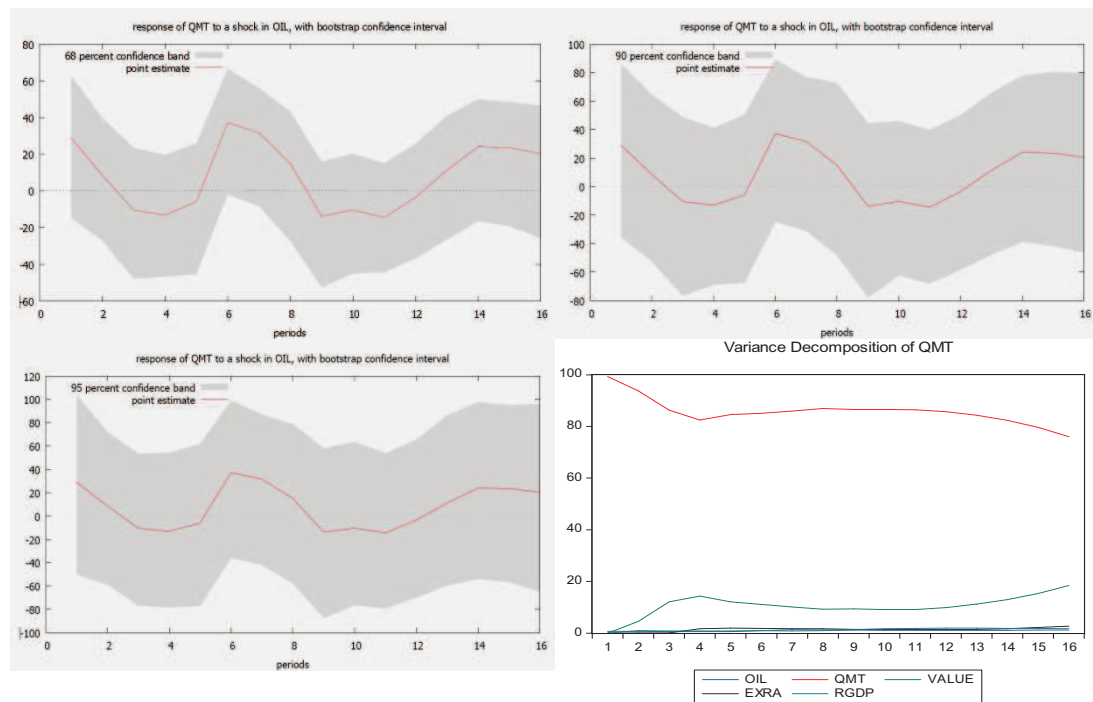 response of QMT to a shock in OIL, with bootstrap confidence interval
80
60
40
20
0
-20
-40
-60
68 percent confidence band
point estimate
0 2 4 6 8 10 12 14 16
periods
response of QMT to a shock in OIL, with bootstrap confidence interval
100
80
60
40
20
0
-20
-40
-60
-80
90 percent confidence band
point estimate
0 2 4 6 8 10 12 14 16
periods
response of QMT to a shock in OIL, with bootstrap confidence interval
120
100
80
60
40
20
0
-20
-40
-60
-80
-100
95 percent confidence band
point estimate
0 2 4 6 8 10 12 14 16
periods
Variance Decomposition of QMT
100
80
60
40
20
0
1 2 3 4 5 6 7 8 9 10 11 12 13 14 15 16
OIL QMT VALUE
EXRA RGDP